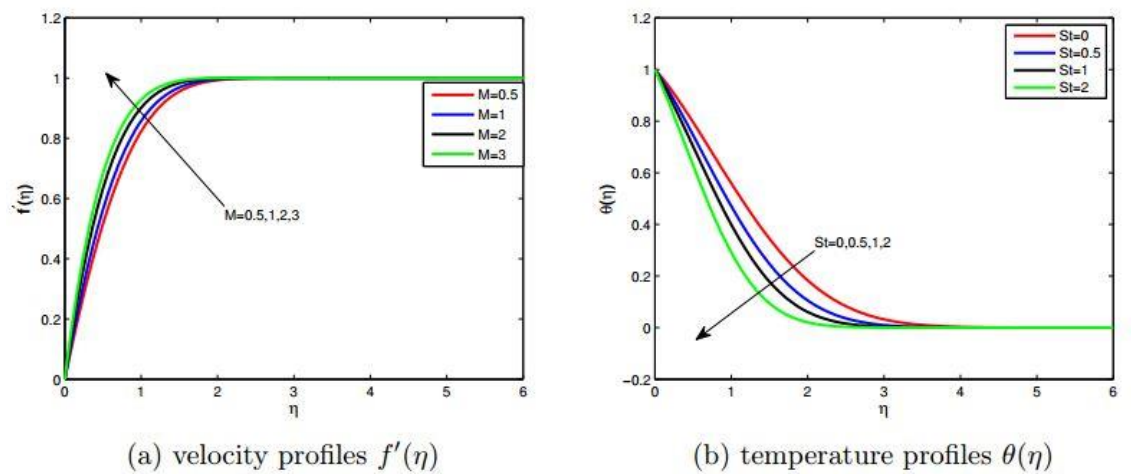 1.2
1
0.8
0.6
0.4
0.2
0
0 1 2 3 4 5 6
f′(η)
η
M=0.5
M=1
M=2
M=3
M=0.5,1,2,3
(a) velocity profiles f′(η)
1.2
1
0.8
0.6
0.4
0.2
0
−0.2
0 1 2 3 4 5 6
θ(η)
η
St=0
St=0.5
St=1
St=2
St=0,0.5,1,2
(b) temperature profiles θ(η)